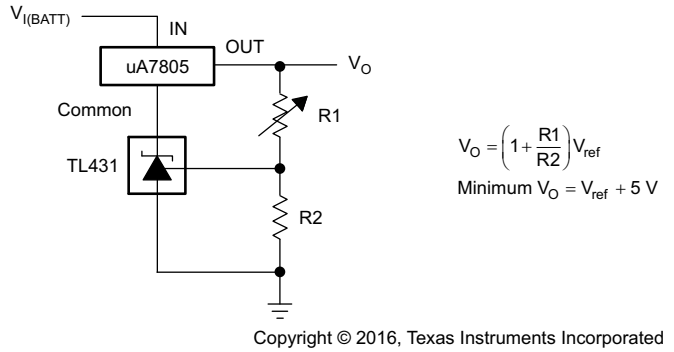 V_I(BATT)
IN
OUT
uA7805
V_O
Common
R1
TL431
R2
V_O = (1 + R1/R2) V_ref
Minimum V_O = V_ref + 5 V
Copyright © 2016, Texas Instruments Incorporated